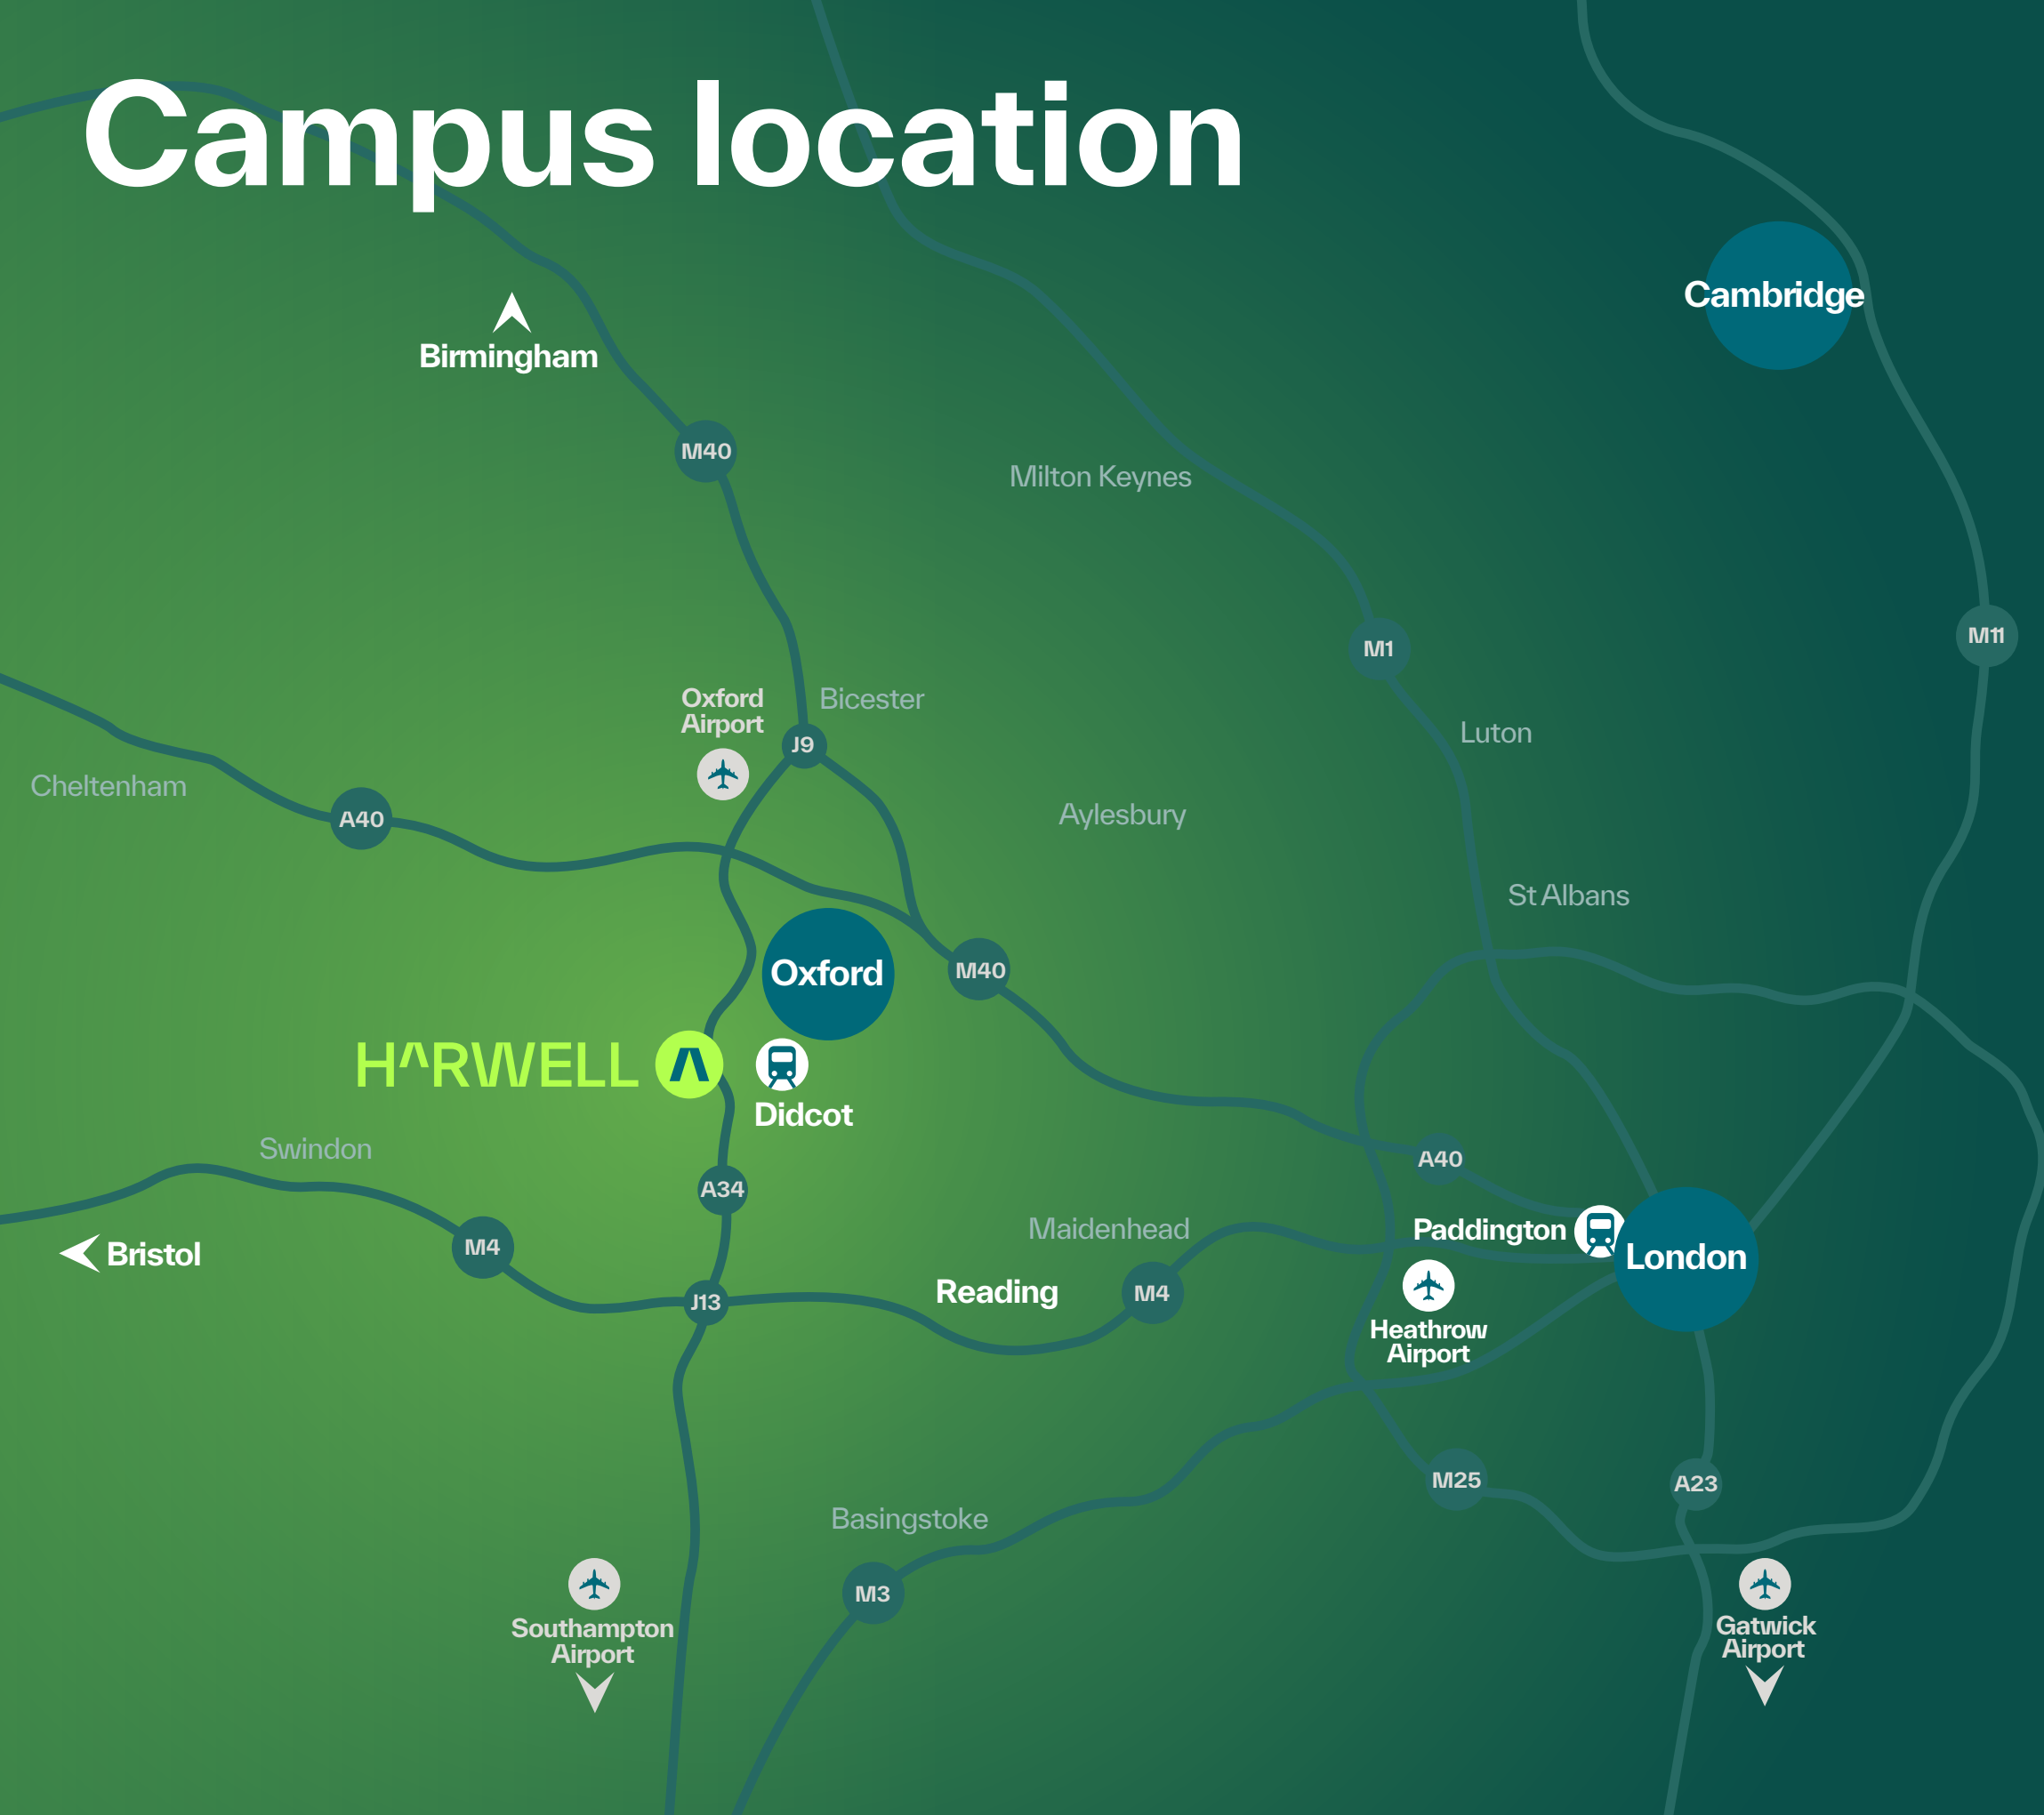 Campus location
Cambridge
Birmingham
M40
Milton Keynes
M11
M1
Oxford
Airport
Bicester
Luton
J9
Cheltenham
A40
Aylesbury
St Albans
Oxford
M40
HARWELL
Didcot
Swindon
A40
A34
Maidenhead
Paddington
London
Bristol
M4
Reading
M4
J13
Heathrow
Airport
M25
A23
Basingstoke
M3
Southampton
Airport
Gatwick
Airport